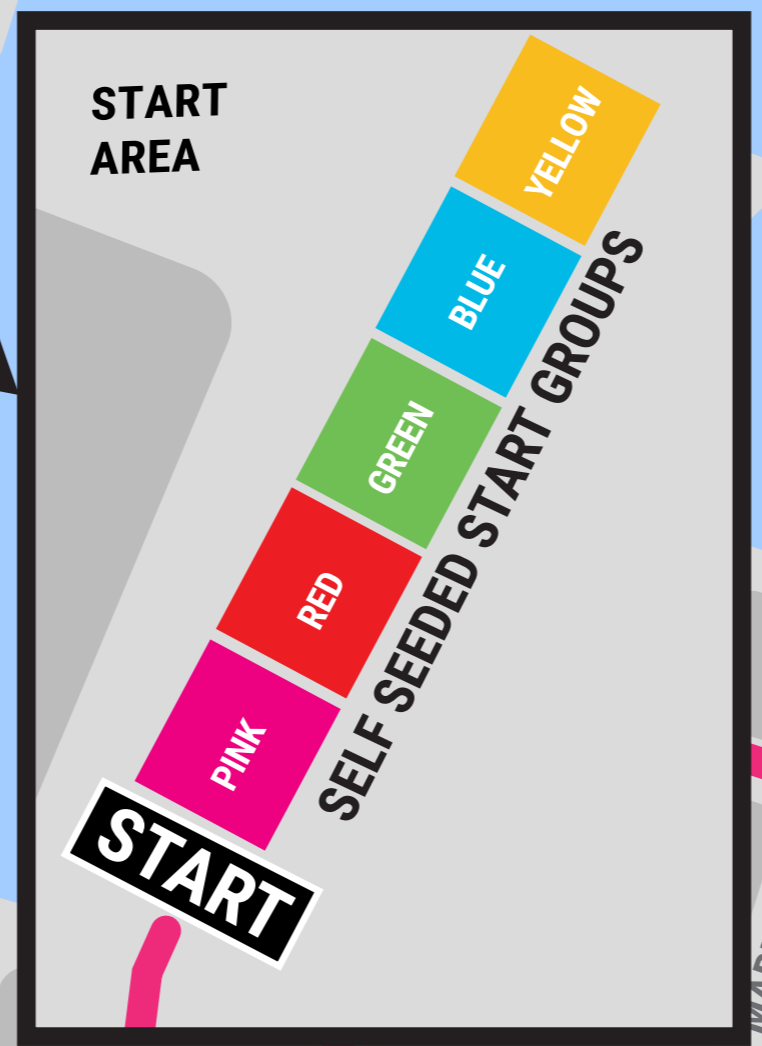 START
AREA
YELLOW
BLUE
GREEN
RED
PINK
SELF SEEDED START GROUPS
START